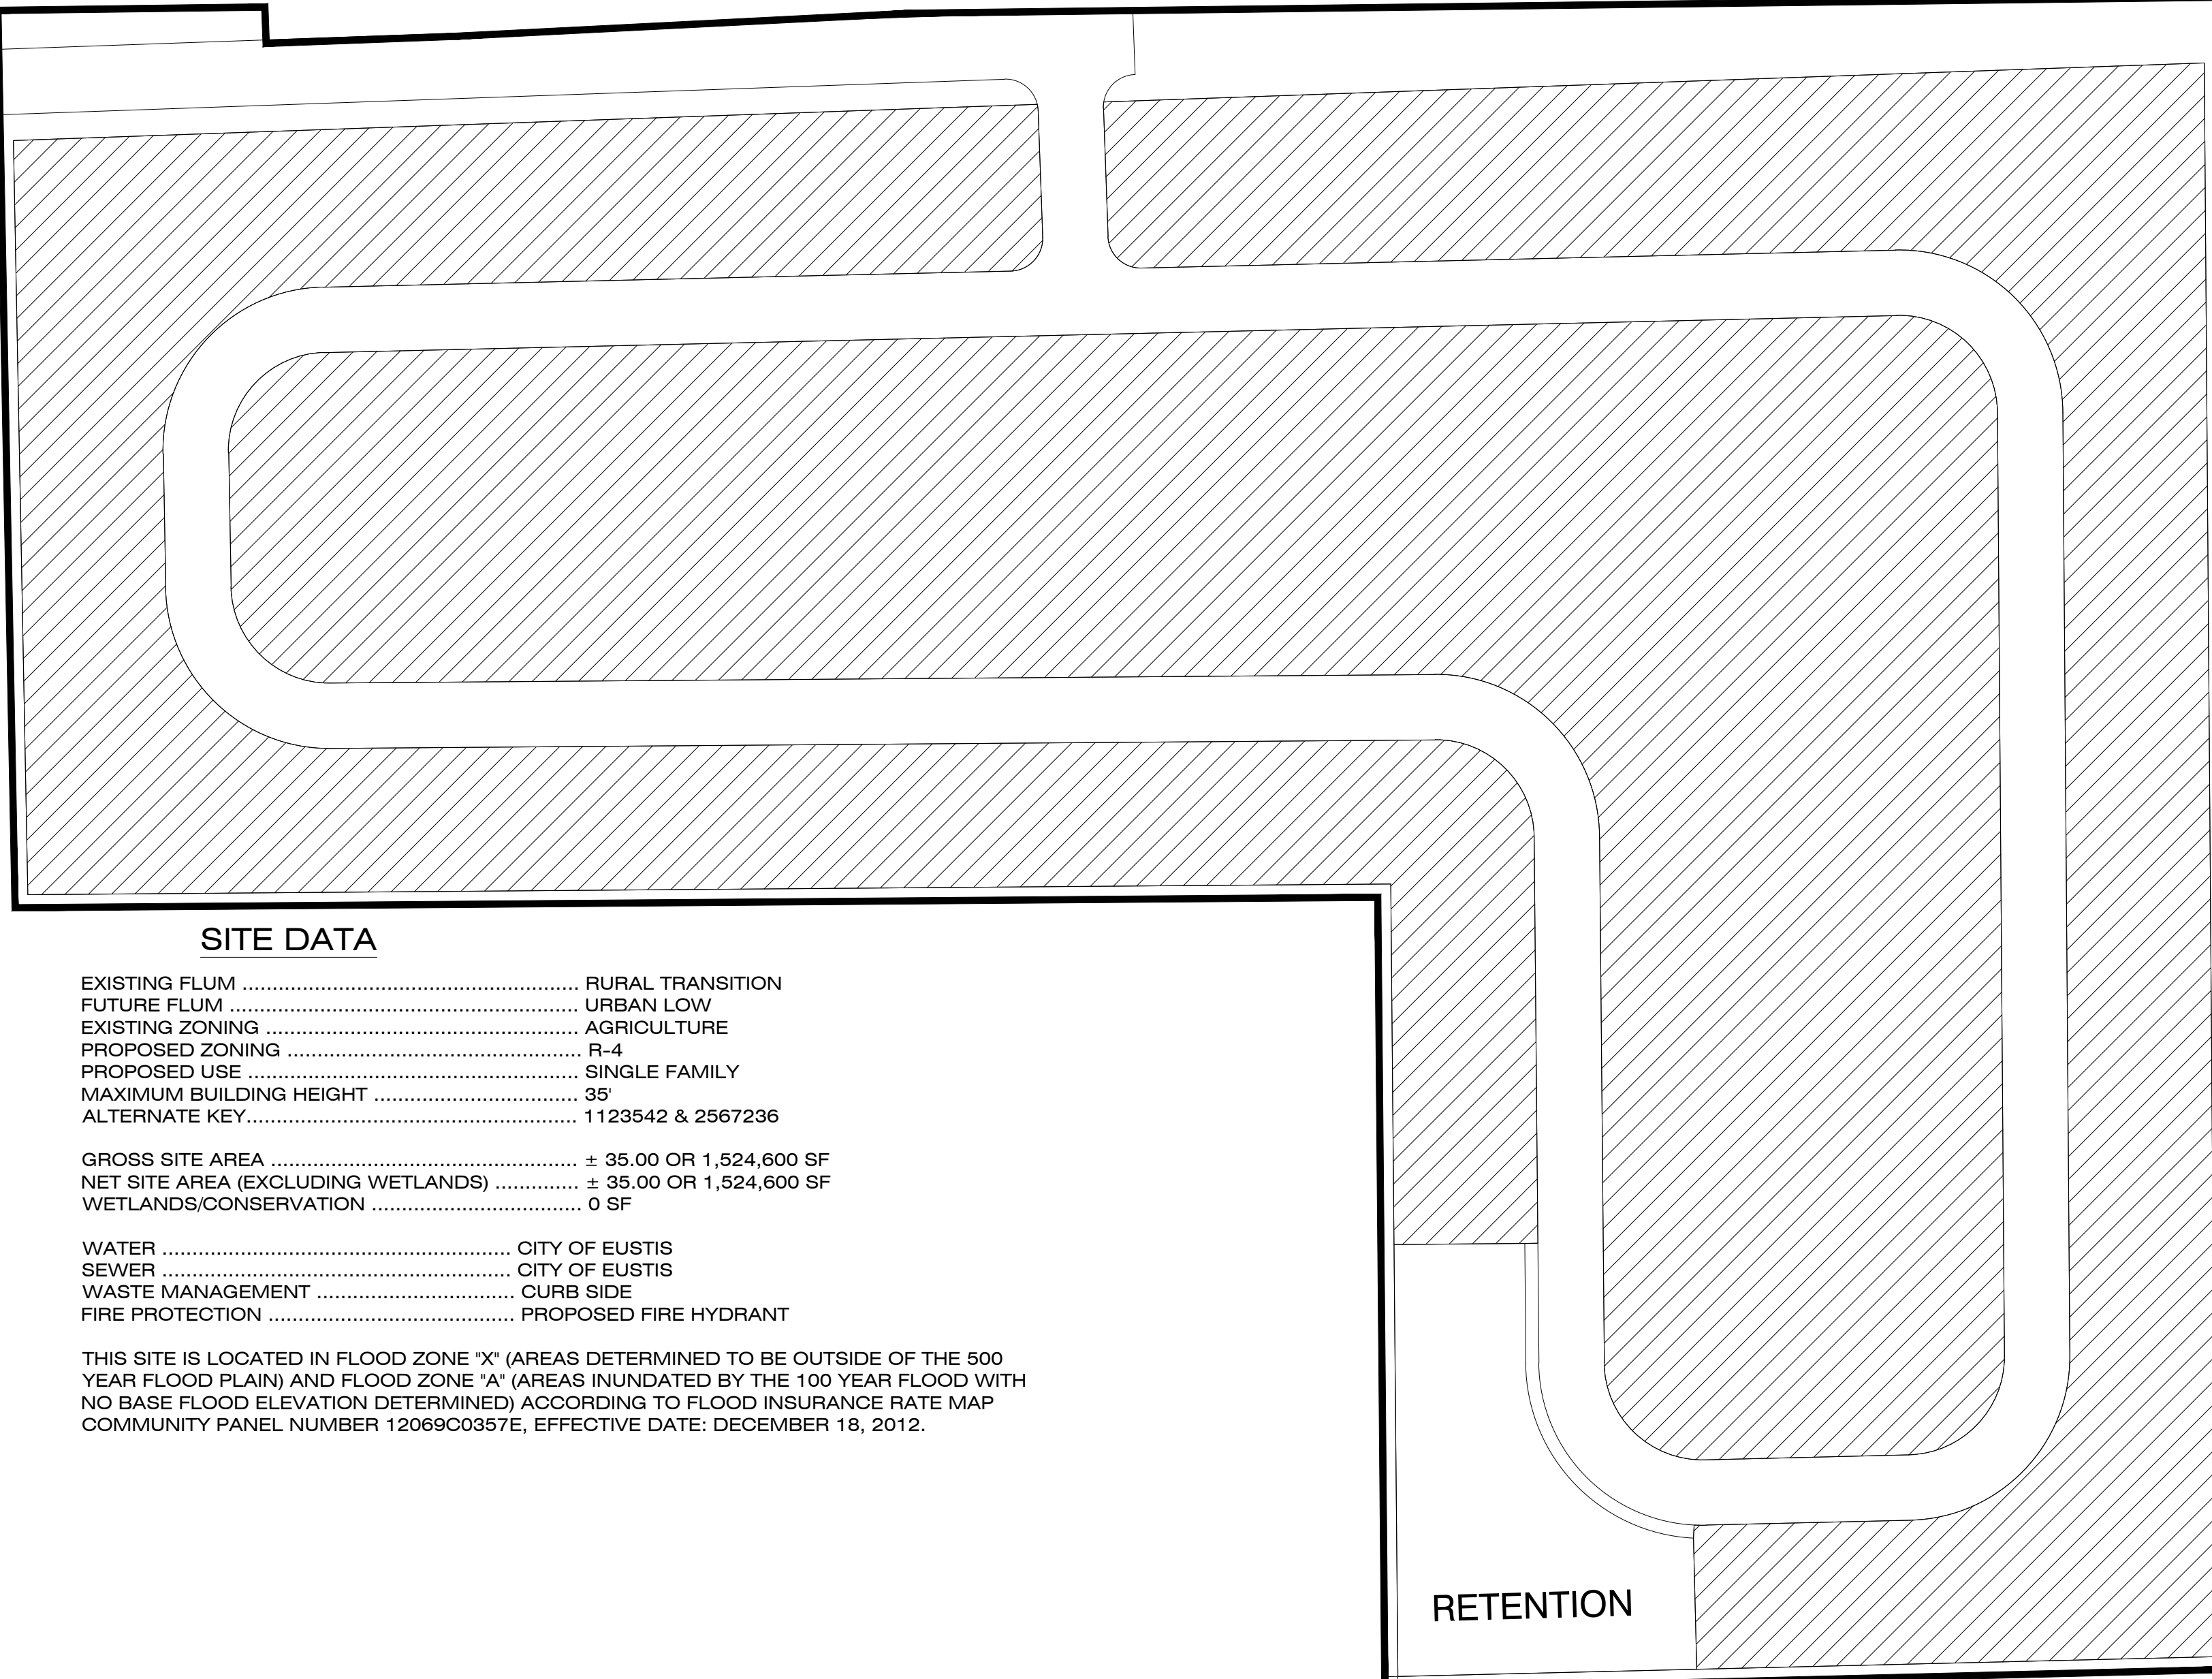 SITE DATA
EXISTING FLUM ........................................................ RURAL TRANSITION
FUTURE FLUM .......................................................... URBAN LOW
EXISTING ZONING .................................................... AGRICULTURE
PROPOSED ZONING ................................................. R-4
PROPOSED USE ....................................................... SINGLE FAMILY
MAXIMUM BUILDING HEIGHT .................................. 35'
ALTERNATE KEY....................................................... 1123542 & 2567236
GROSS SITE AREA ................................................... ± 35.00 OR 1,524,600 SF
NET SITE AREA (EXCLUDING WETLANDS) .............. ± 35.00 OR 1,524,600 SF
WETLANDS/CONSERVATION ................................... 0 SF
WATER .......................................................... CITY OF EUSTIS
SEWER .......................................................... CITY OF EUSTIS
WASTE MANAGEMENT ................................. CURB SIDE
FIRE PROTECTION ......................................... PROPOSED FIRE HYDRANT
THIS SITE IS LOCATED IN FLOOD ZONE "X" (AREAS DETERMINED TO BE OUTSIDE OF THE 500
YEAR FLOOD PLAIN) AND FLOOD ZONE "A" (AREAS INUNDATED BY THE 100 YEAR FLOOD WITH
NO BASE FLOOD ELEVATION DETERMINED) ACCORDING TO FLOOD INSURANCE RATE MAP
COMMUNITY PANEL NUMBER 12069C0357E, EFFECTIVE DATE: DECEMBER 18, 2012.
RETENTION